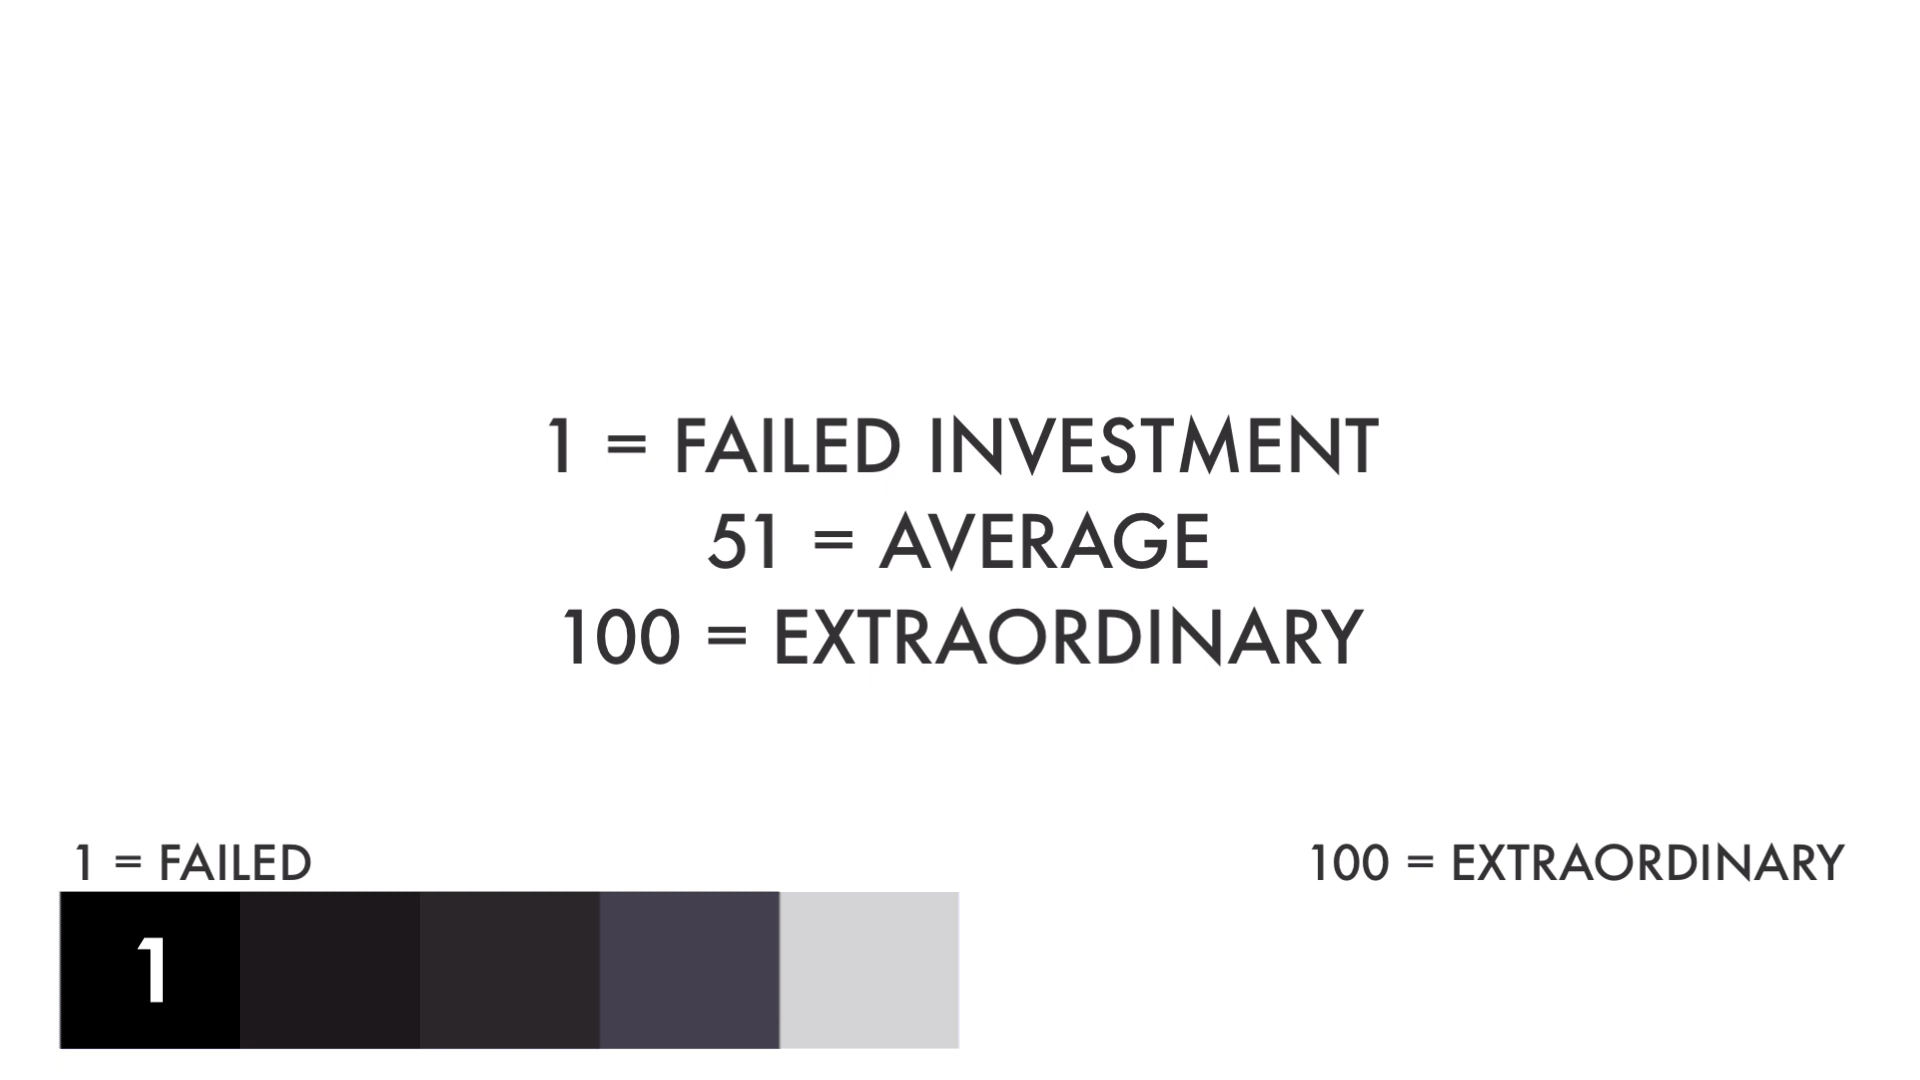 1 = FAILED INVESTMENT
51 = AVERAGE
100 = EXTRAORDINARY
1 = FAILED
100 = EXTRAORDINARY
1